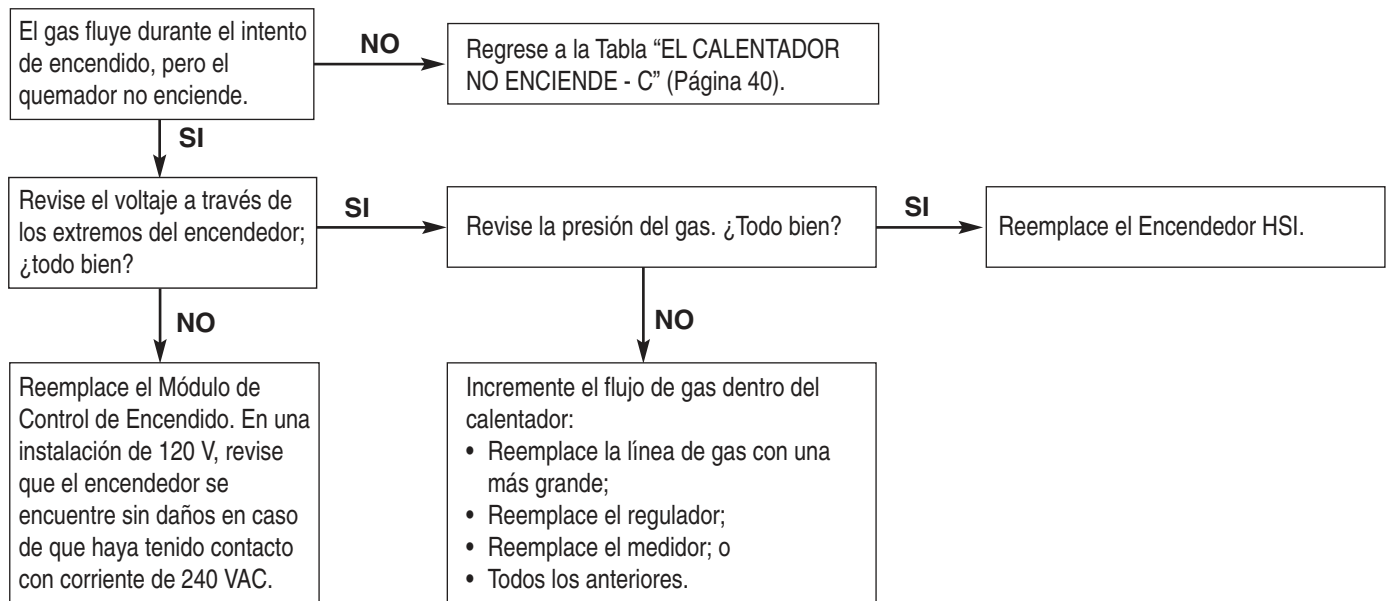 El gas fluye durante el intento
de encendido, pero el
quemador no enciende.
NO
Regrese a la Tabla “EL CALENTADOR
NO ENCIENDE - C” (Página 40).
SI
Revise el voltaje a través de
los extremos del encendedor;
¿todo bien?
SI
Revise la presión del gas. ¿Todo bien?
SI
Reemplace el Encendedor HSI.
NO
Reemplace el Módulo de
Control de Encendido. En una
instalación de 120 V, revise
que el encendedor se
encuentre sin daños en caso
de que haya tenido contacto
con corriente de 240 VAC.
NO
Incremente el flujo de gas dentro del
calentador:
• Reemplace la línea de gas con una
más grande;
• Reemplace el regulador;
• Reemplace el medidor; o
• Todos los anteriores.